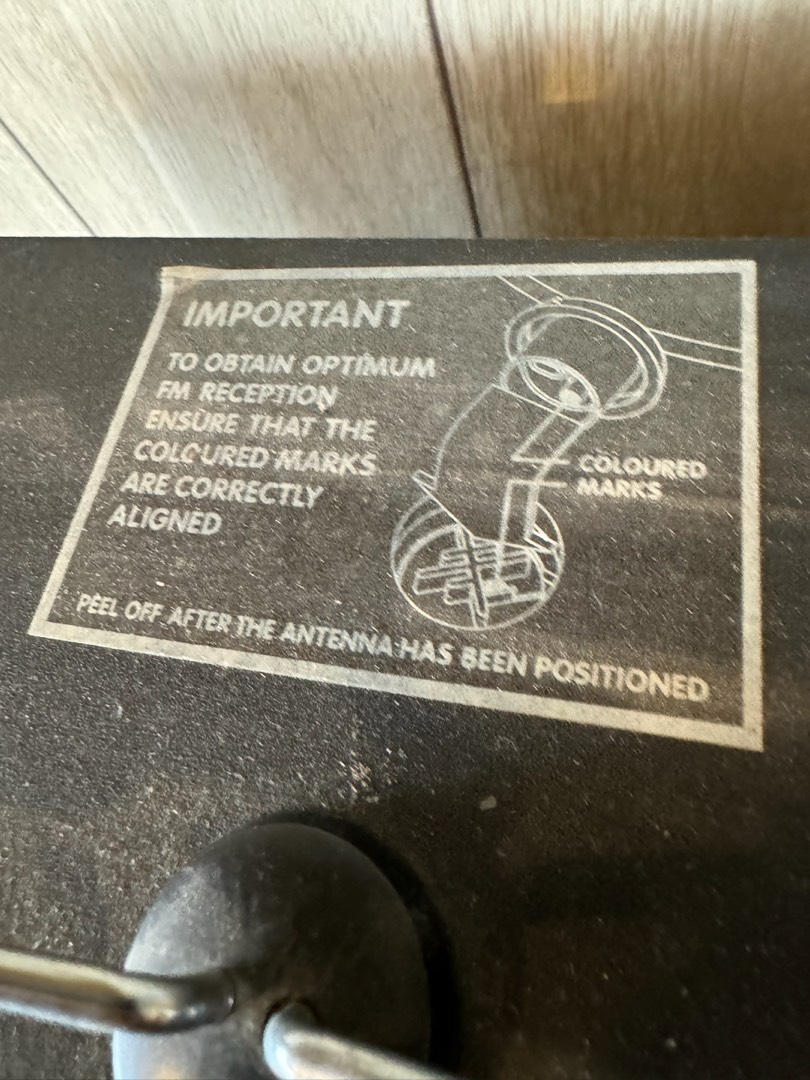 IMPORTANT
TO OBTAIN OPTIMUM
FM RECEPTION
ENSURE THAT THE
COLOURED MARKS
ARE CORRECTLY
ALIGNED
COLOURED
MARKS
PEEL OFF AFTER THE ANTENNA HAS BEEN POSITIONED